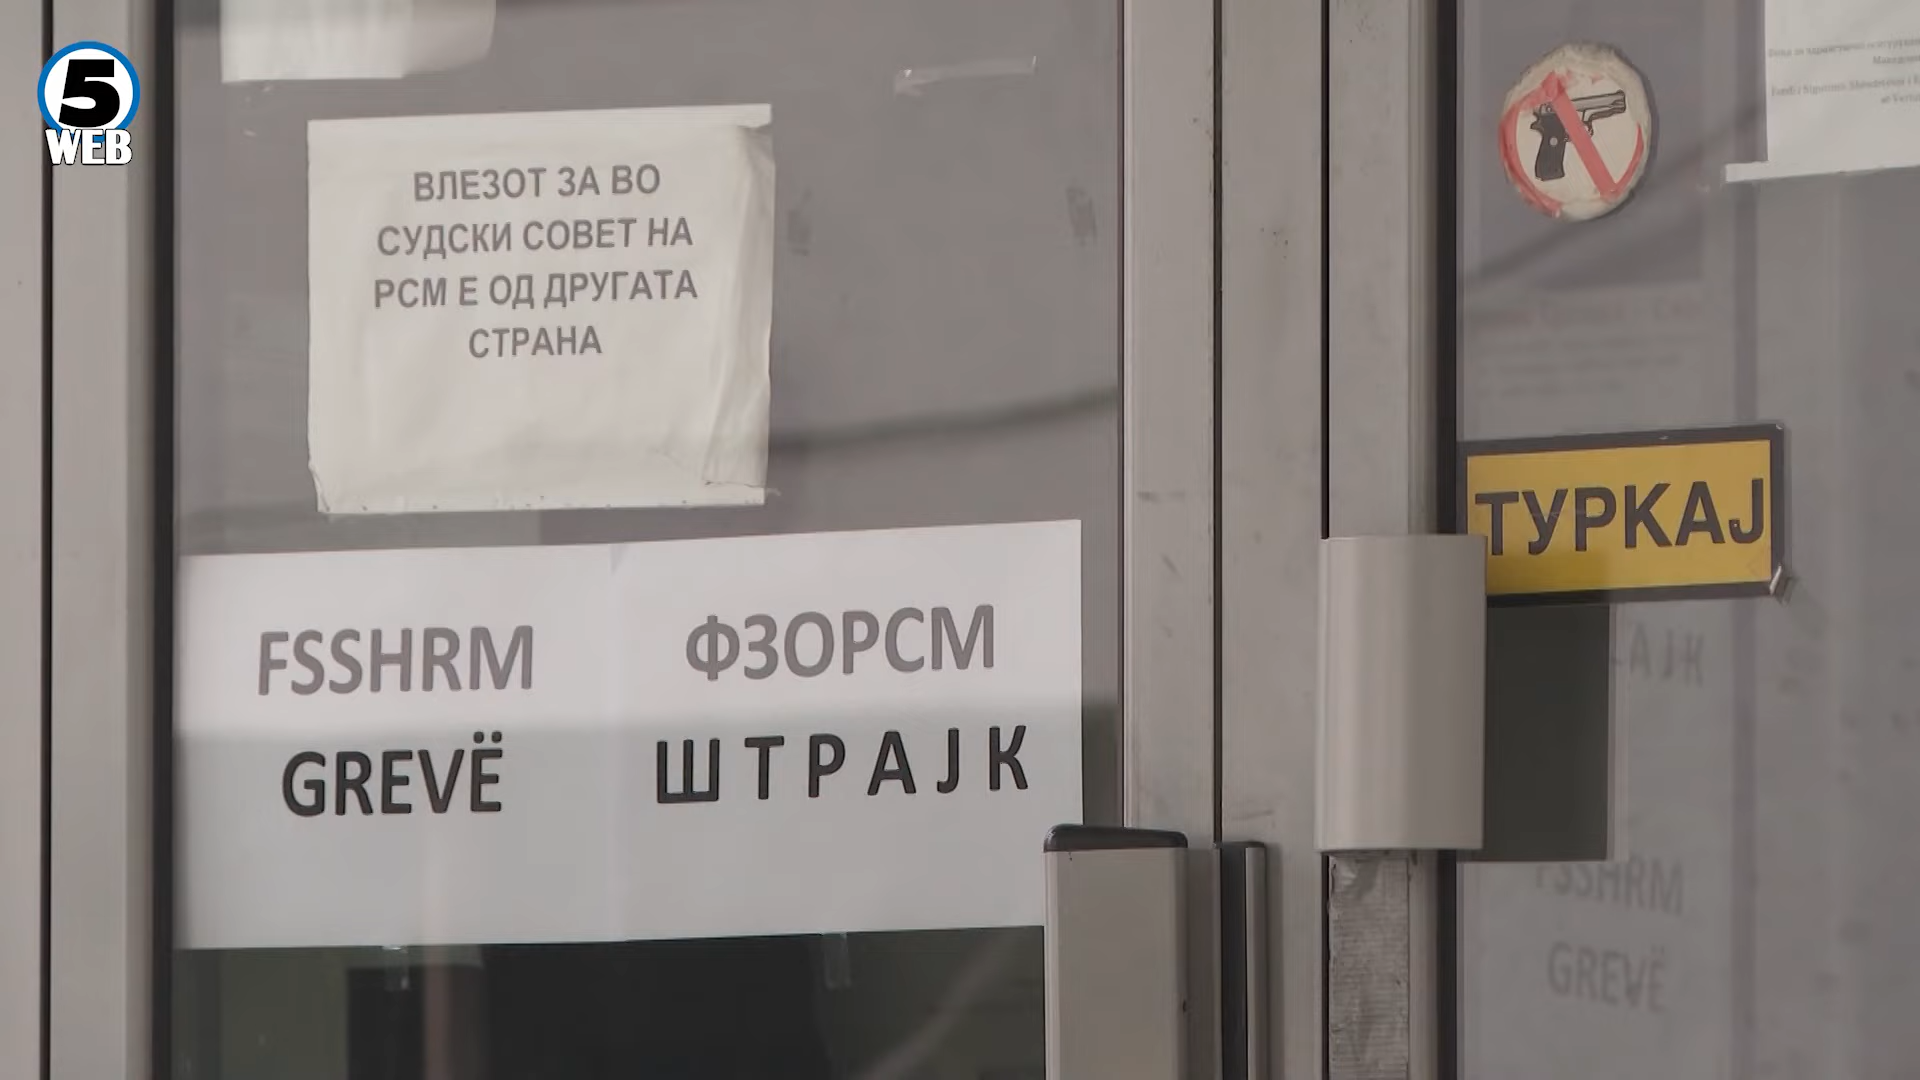 5
WEB
ВЛЕЗОТ ЗА ВО
СУДСКИ СОВЕТ НА
РСМ Е ОД ДРУГАТА
СТРАНА
FSSHRM
GREVË
ФЗОРСМ
ШТРАЈК
ТУРКАЈ
FSSHRM
GREVË